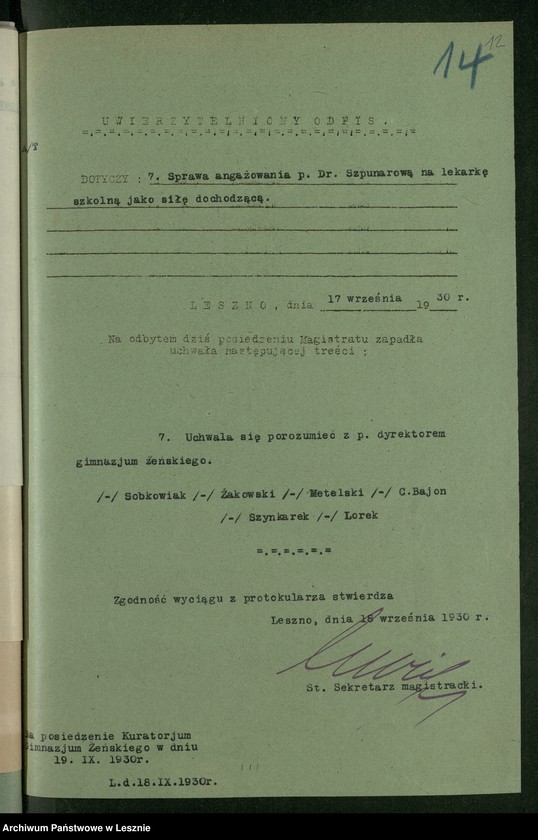 14 12
UWIERZYTELNIONY ODPIS.
=.=.=.=.=.=.=.=.=.=.=.=.=.=.=.=.=.=.=.=.=.=.=.=.=.=.=
/T
DOTYCZY : 7. Sprawa angażowania p. Dr. Szpunarową na lekarkę
szkolną jako siłę dochodzącą.
LESZNO, dnia 17 września 1930 r.
Na odbytem dziś posiedzeniu Magistratu zapadła
uchwała następującej treści :
7. Uchwala się porozumieć z p. dyrektorem
gimnazjum żeńskiego.
/-/ Sobkowiak /-/ Żakowski /-/ Metelski /-/ C.Bajon
/-/ Szynkarek /-/ Lorek
=.=.=.=.=.=
Zgodność wyciągu z protokularza stwierdza
Leszno, dnia 18 września 1930 r.
St. Sekretarz magistracki.
na posiedzenie Kuratorjum
Gimnazjum Żeńskiego w dniu
19. IX. 1930r.
L.d.18.IX.1930r.
Archiwum Państwowe w Lesznie